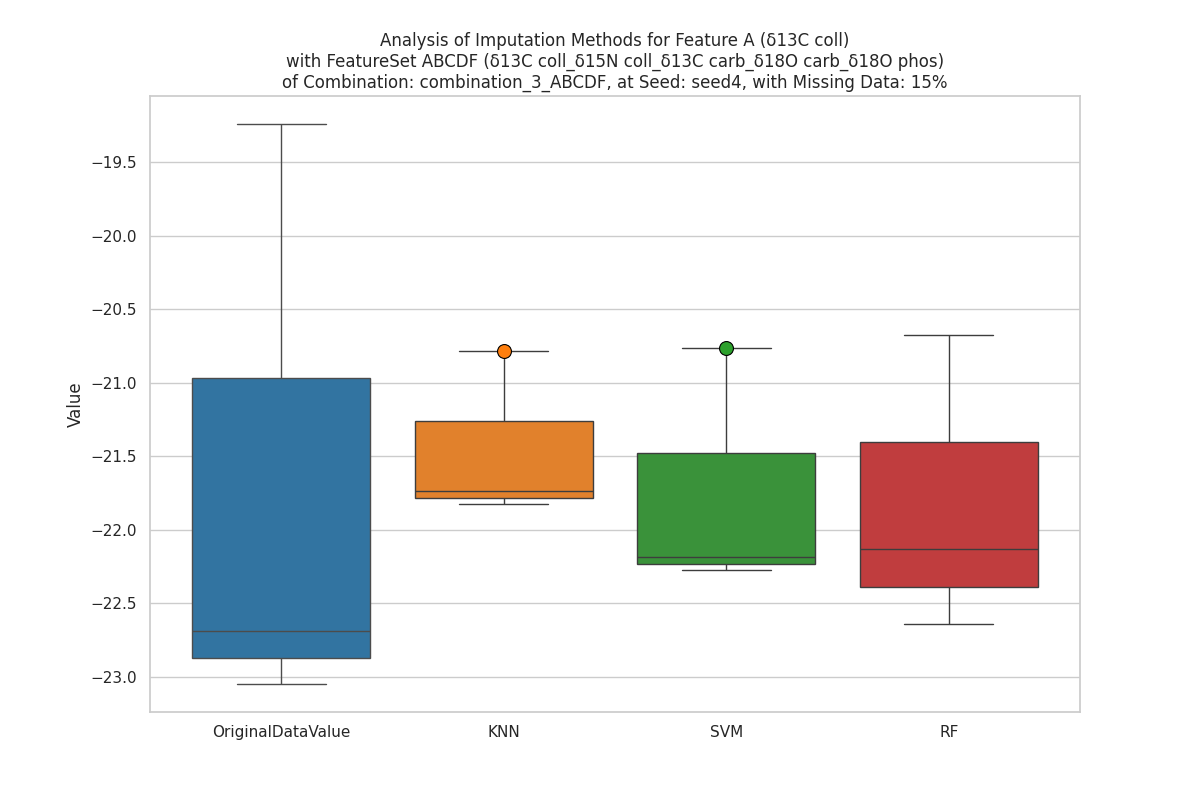 Analysis of Imputation Methods for Feature A (δ13C coll)
with FeatureSet ABCDF (δ13C coll_δ15N coll_δ13C carb_δ18O carb_δ18O phos)
of Combination: combination_3_ABCDF, at Seed: seed4, with Missing Data: 15%
−19.5
−20.0
−20.5
−21.0
−21.5
−22.0
−22.5
−23.0
Value
OriginalDataValue
KNN
SVM
RF